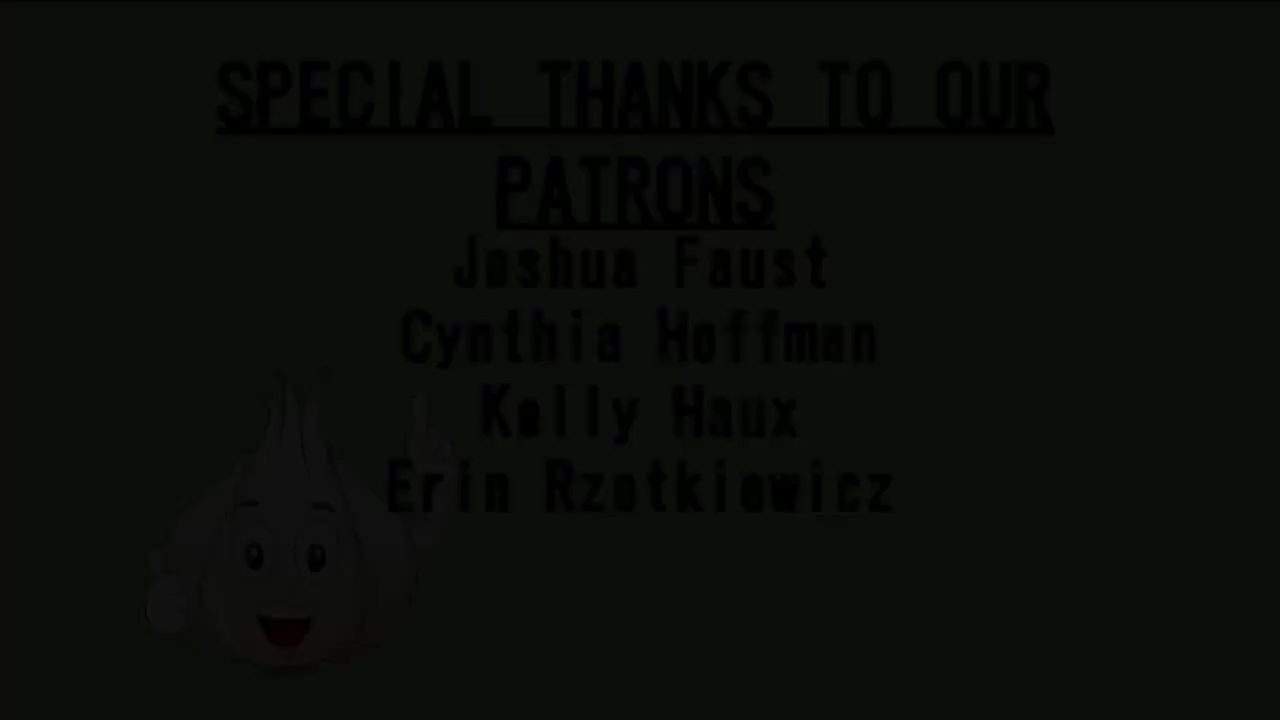 SPECIAL THANKS TO OUR
PATRONS
Joshua Faust
Cynthia Hoffman
Kelly Haux
Erin Rzotkiewicz